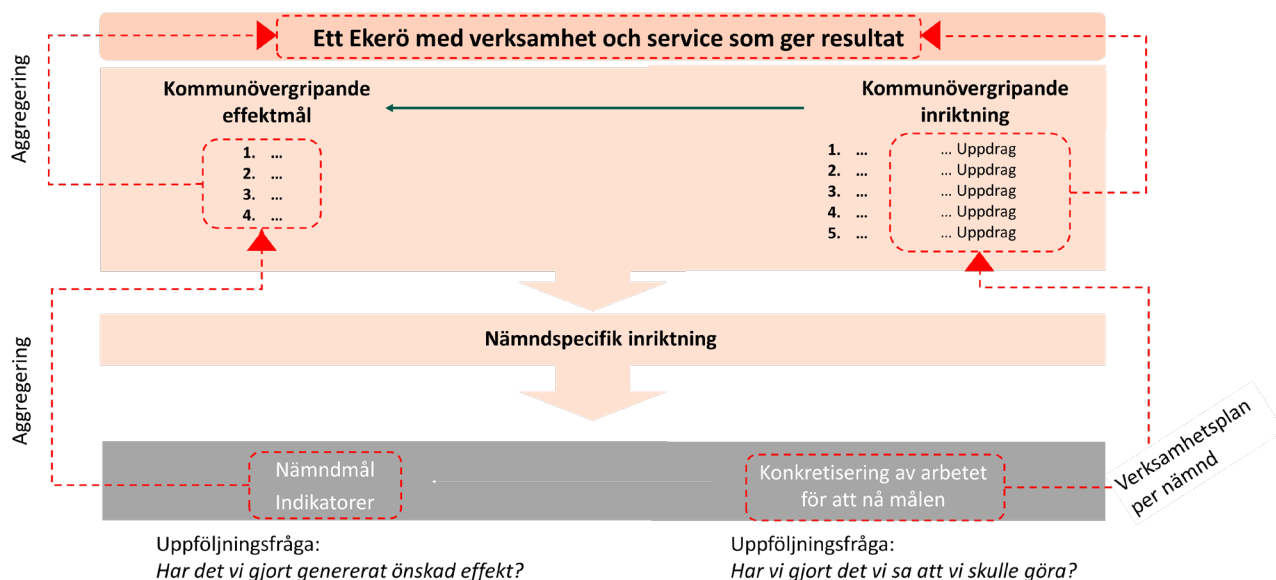 Ett Ekerö med verksamhet och service som ger resultat
Aggregering
Kommunövergripande
effektmål
1. ...
2. ...
3. ...
4. ...
Kommunövergripande
inriktning
1. ... ... Uppdrag
2. ... ... Uppdrag
3. ... ... Uppdrag
4. ... ... Uppdrag
5. ... ... Uppdrag
Nämndspecifik inriktning
Aggregering
Nämndmål
Indikatorer
Konkretisering av arbetet
för att nå målen
Verksamhetsplan
per nämnd
Uppföljningsfråga:
Har det vi gjort genererat önskad effekt?
Uppföljningsfråga:
Har vi gjort det vi sa att vi skulle göra?